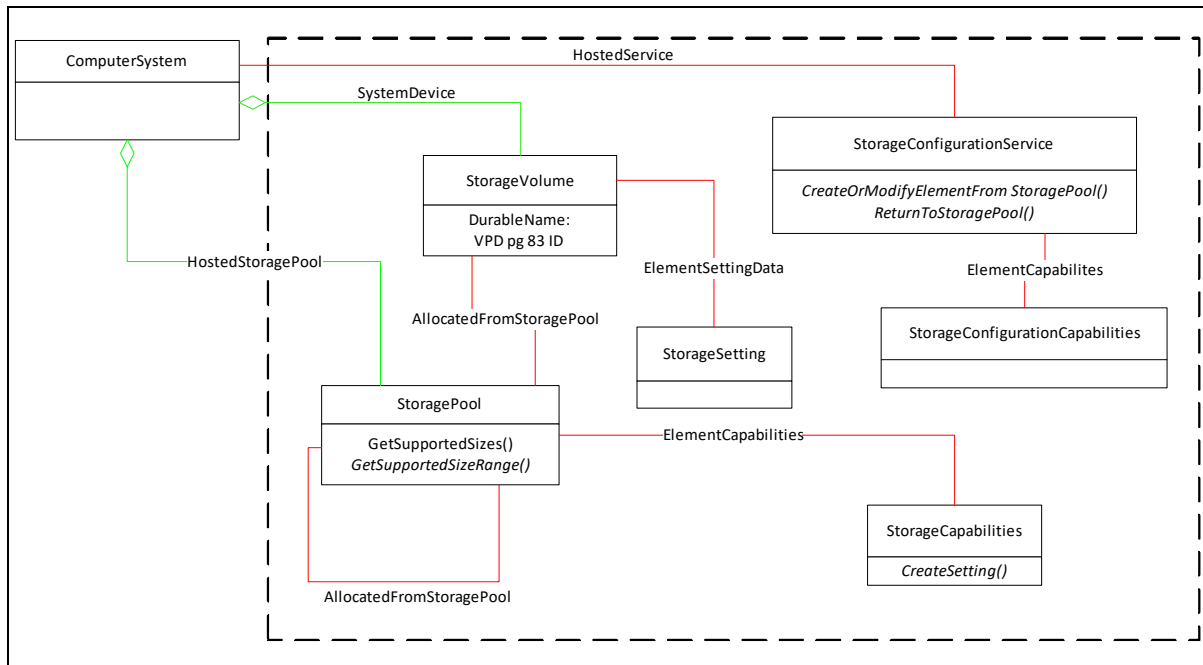 HostedService
ComputerSystem
SystemDevice
StorageConfigurationService
StorageVolume
CreateOrModifyElementFrom StoragePool()
ReturnToStoragePool()
DurableName:
VPD pg 83 ID
HostedStoragePool
ElementSettingData
ElementCapabilites
AllocatedFromStoragePool
StorageConfigurationCapabilities
StorageSetting
StoragePool
ElementCapabilities
GetSupportedSizes()
GetSupportedSizeRange()
StorageCapabilities
CreateSetting()
AllocatedFromStoragePool